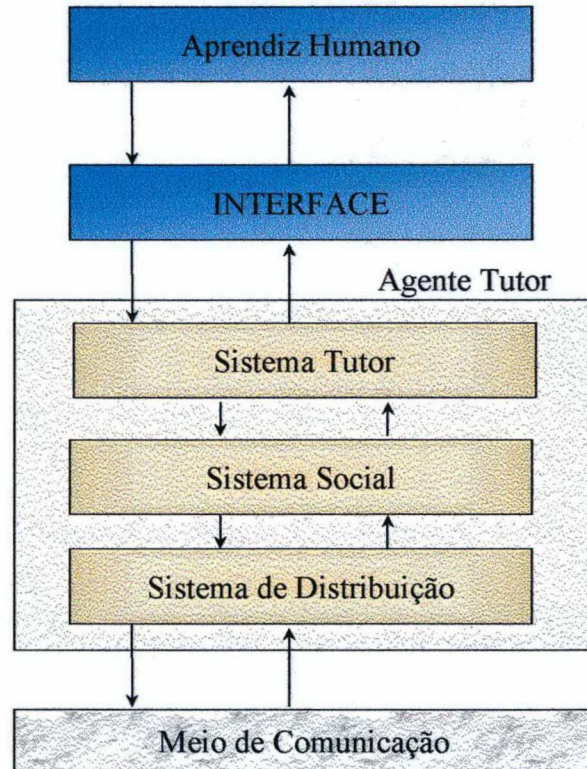 Aprendiz Humano
INTERFACE
Agente Tutor
Sistema Tutor
Sistema Social
Sistema de Distribuição
Meio de Comunicação